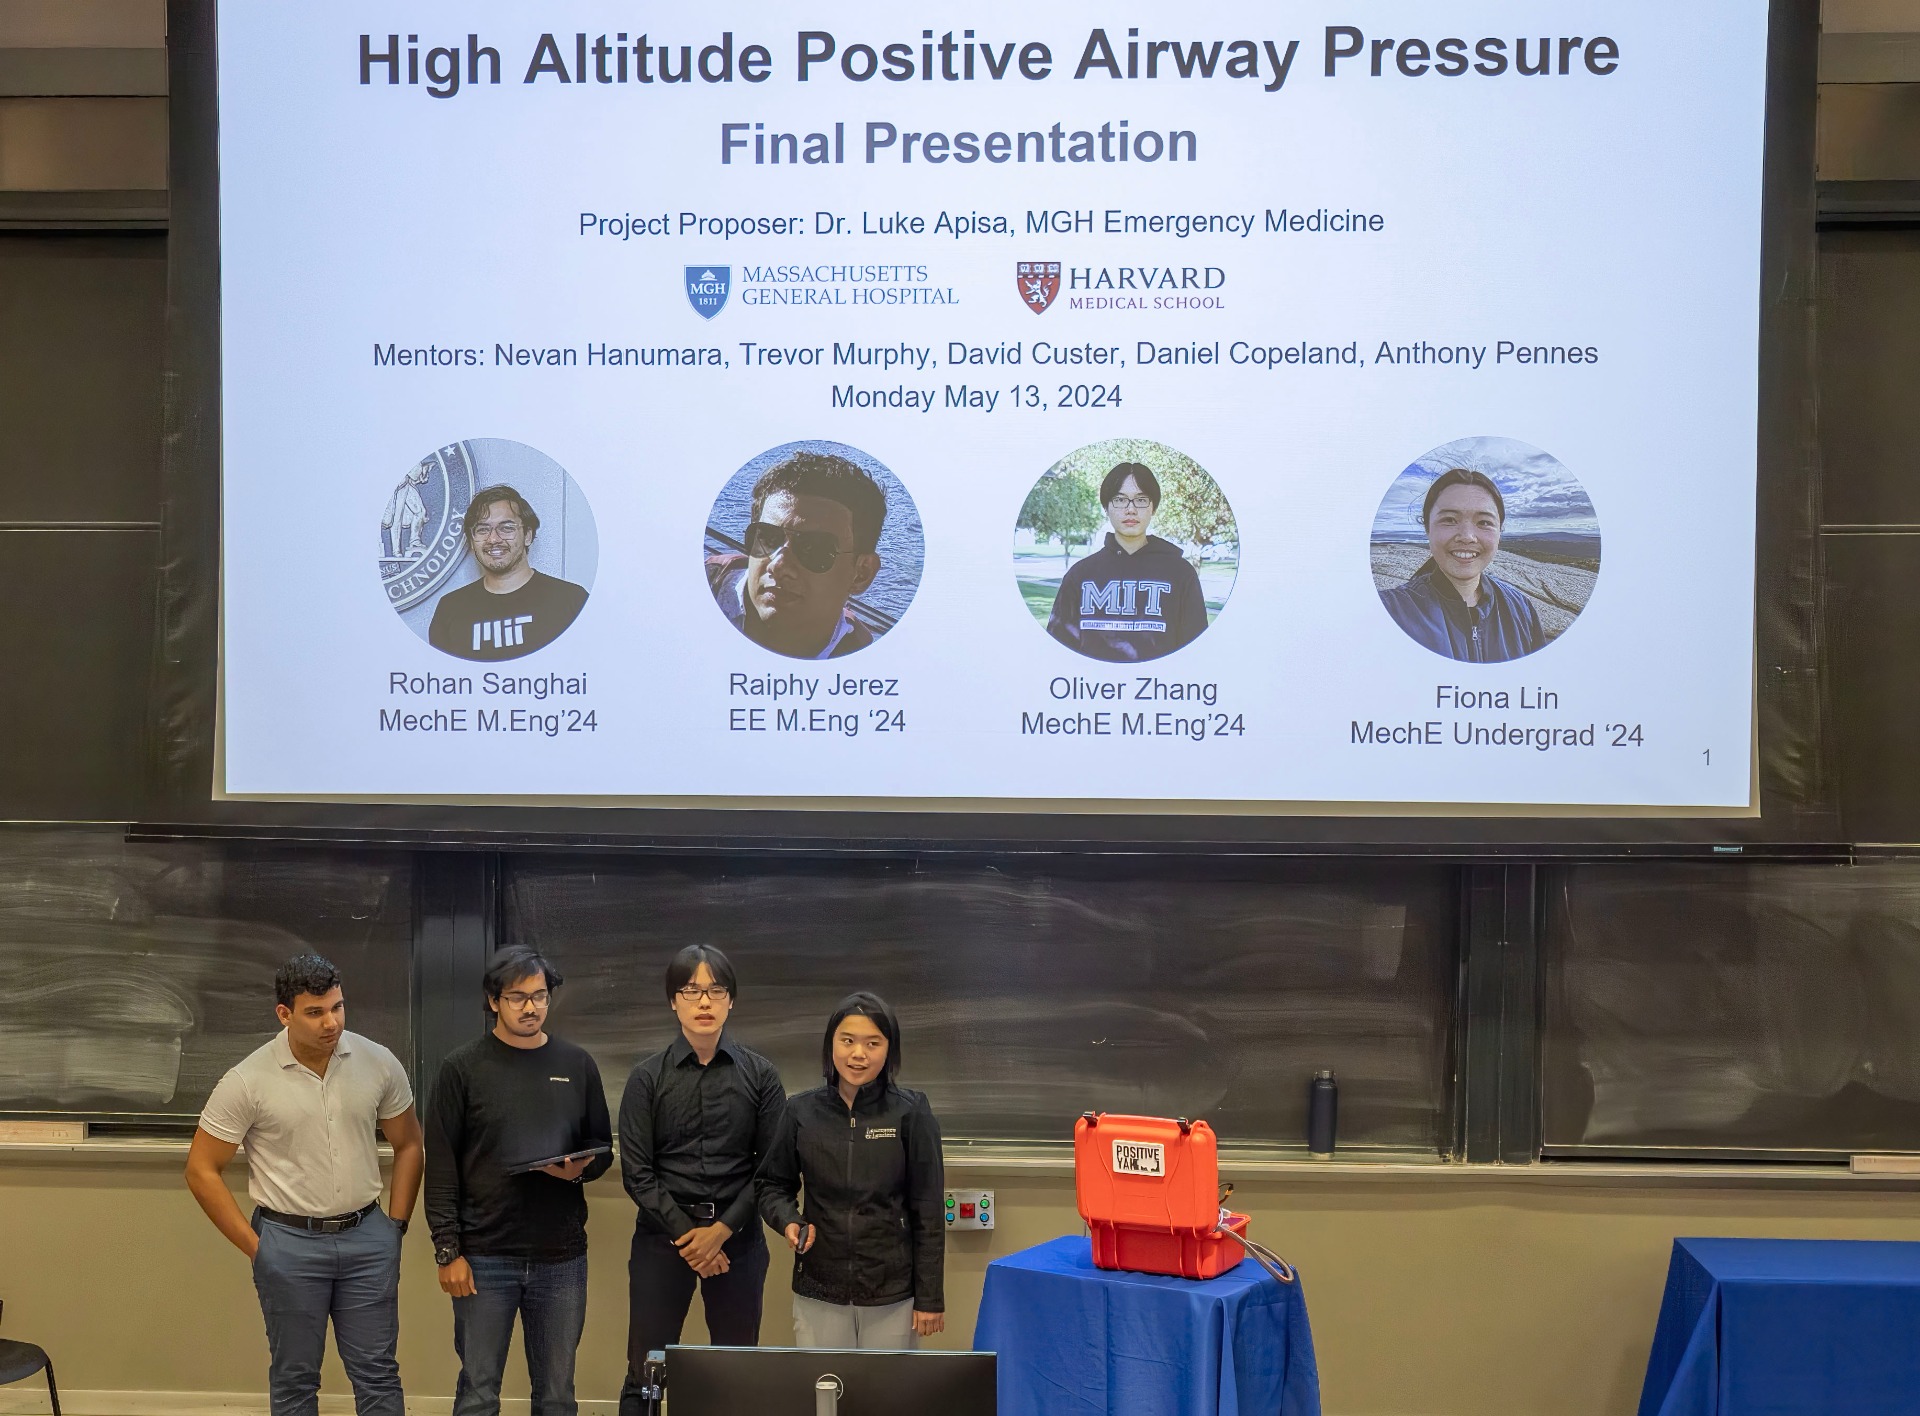 High Altitude Positive Airway Pressure
Final Presentation
Project Proposer: Dr. Luke Apisa, MGH Emergency Medicine
MGH
1811
MASSACHUSETTS
GENERAL HOSPITAL
HARVARD
MEDICAL SCHOOL
Mentors: Nevan Hanumara, Trevor Murphy, David Custer, Daniel Copeland, Anthony Pennes
Monday May 13, 2024
CHNOLOGY
MIT
MIT
Rohan Sanghai
MechE M.Eng’24
Raiphy Jerez
EE M.Eng ‘24
Oliver Zhang
MechE M.Eng’24
Fiona Lin
MechE Undergrad ‘24
1
POSITIVE
YAK